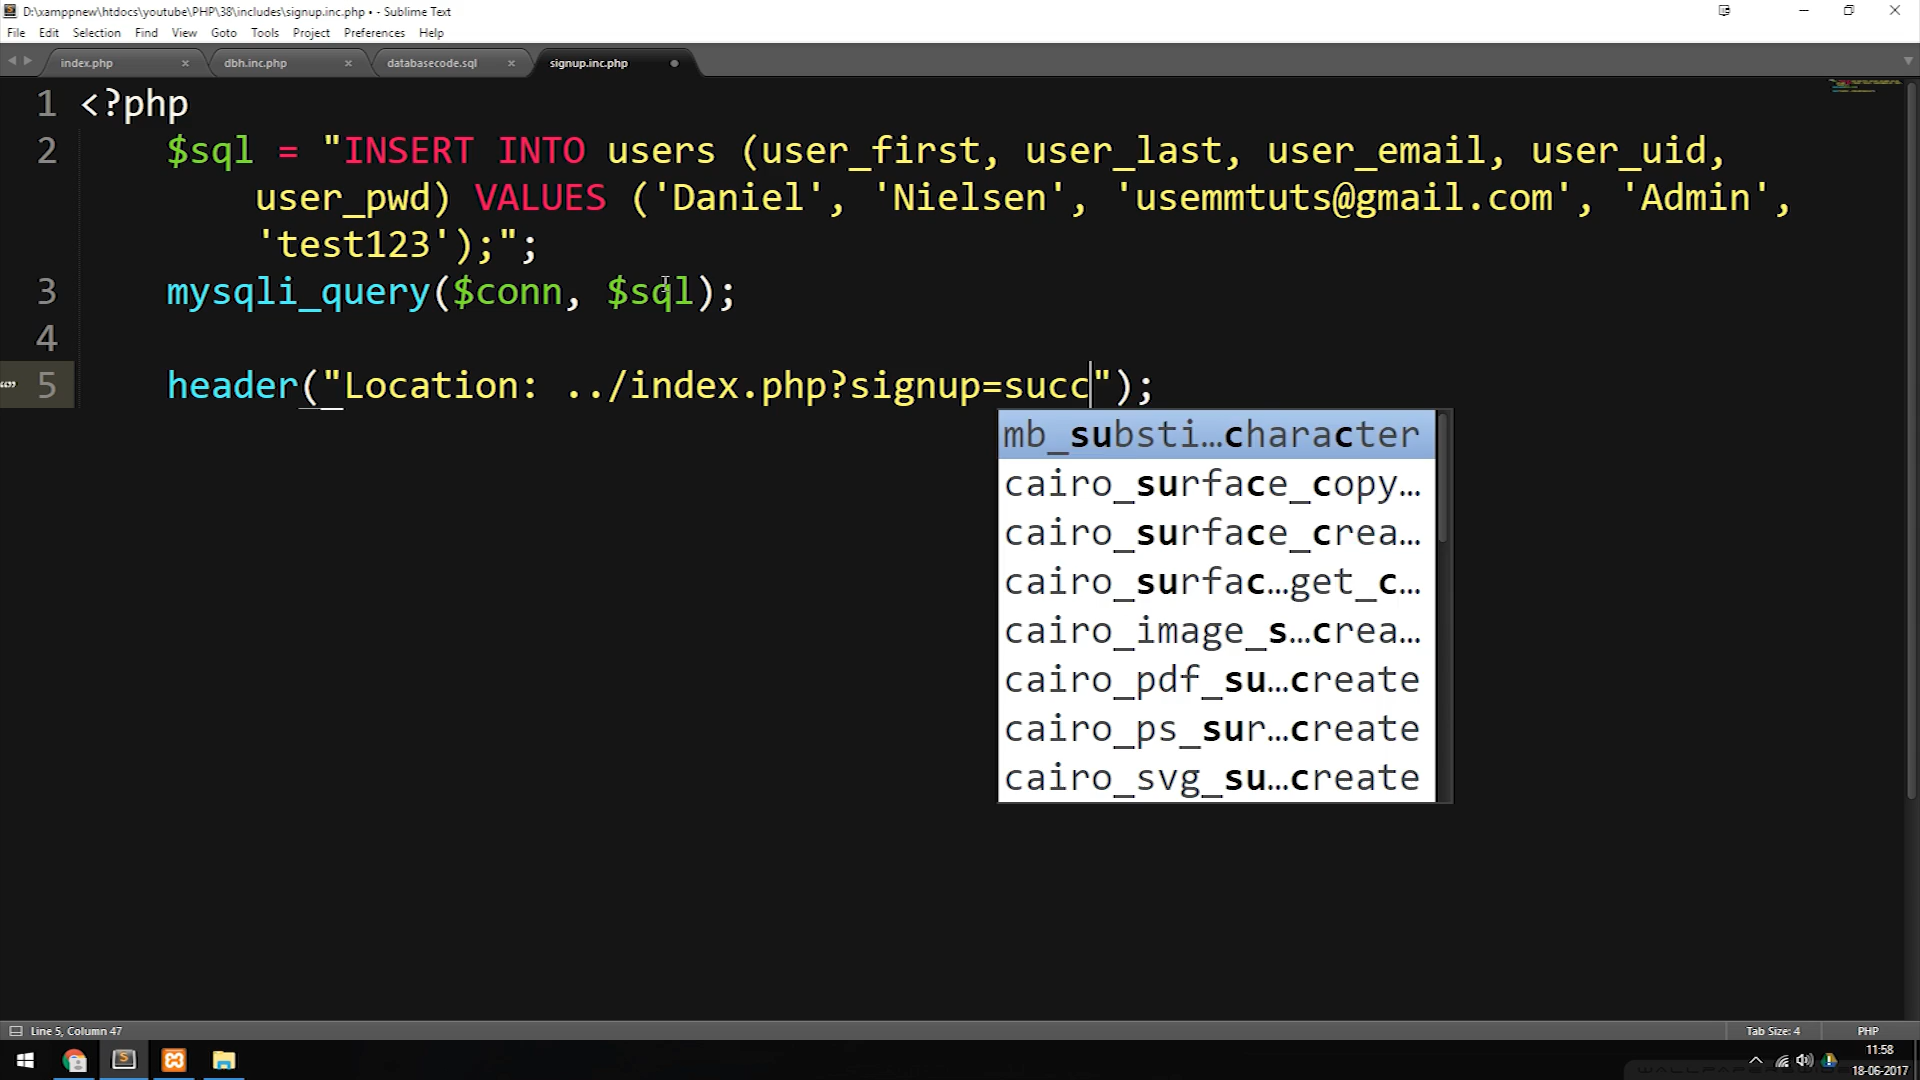 D:\xamppnew\htdocs\youtube\PHP\38\includes\signup.inc.php • - Sublime Text
File Edit Selection Find View Goto Tools Project Preferences Help
index.php × dbh.inc.php × databasecode.sql × signup.inc.php
1 <?php
2 $sql = "INSERT INTO users (user_first, user_last, user_email, user_uid,
user_pwd) VALUES ('Daniel', 'Nielsen', 'usemmtuts@gmail.com', 'Admin',
'test123');";
3 mysqli_query($conn, $sql);
4
5 header("Location: ../index.php?signup=succ");
mb_substi…character
cairo_surface_copy…
cairo_surface_crea…
cairo_surfac…get_c…
cairo_image_s…crea…
cairo_pdf_su…create
cairo_ps_sur…create
cairo_svg_su…create
Line 5, Column 47
Tab Size: 4 PHP
11:58
18-06-2017